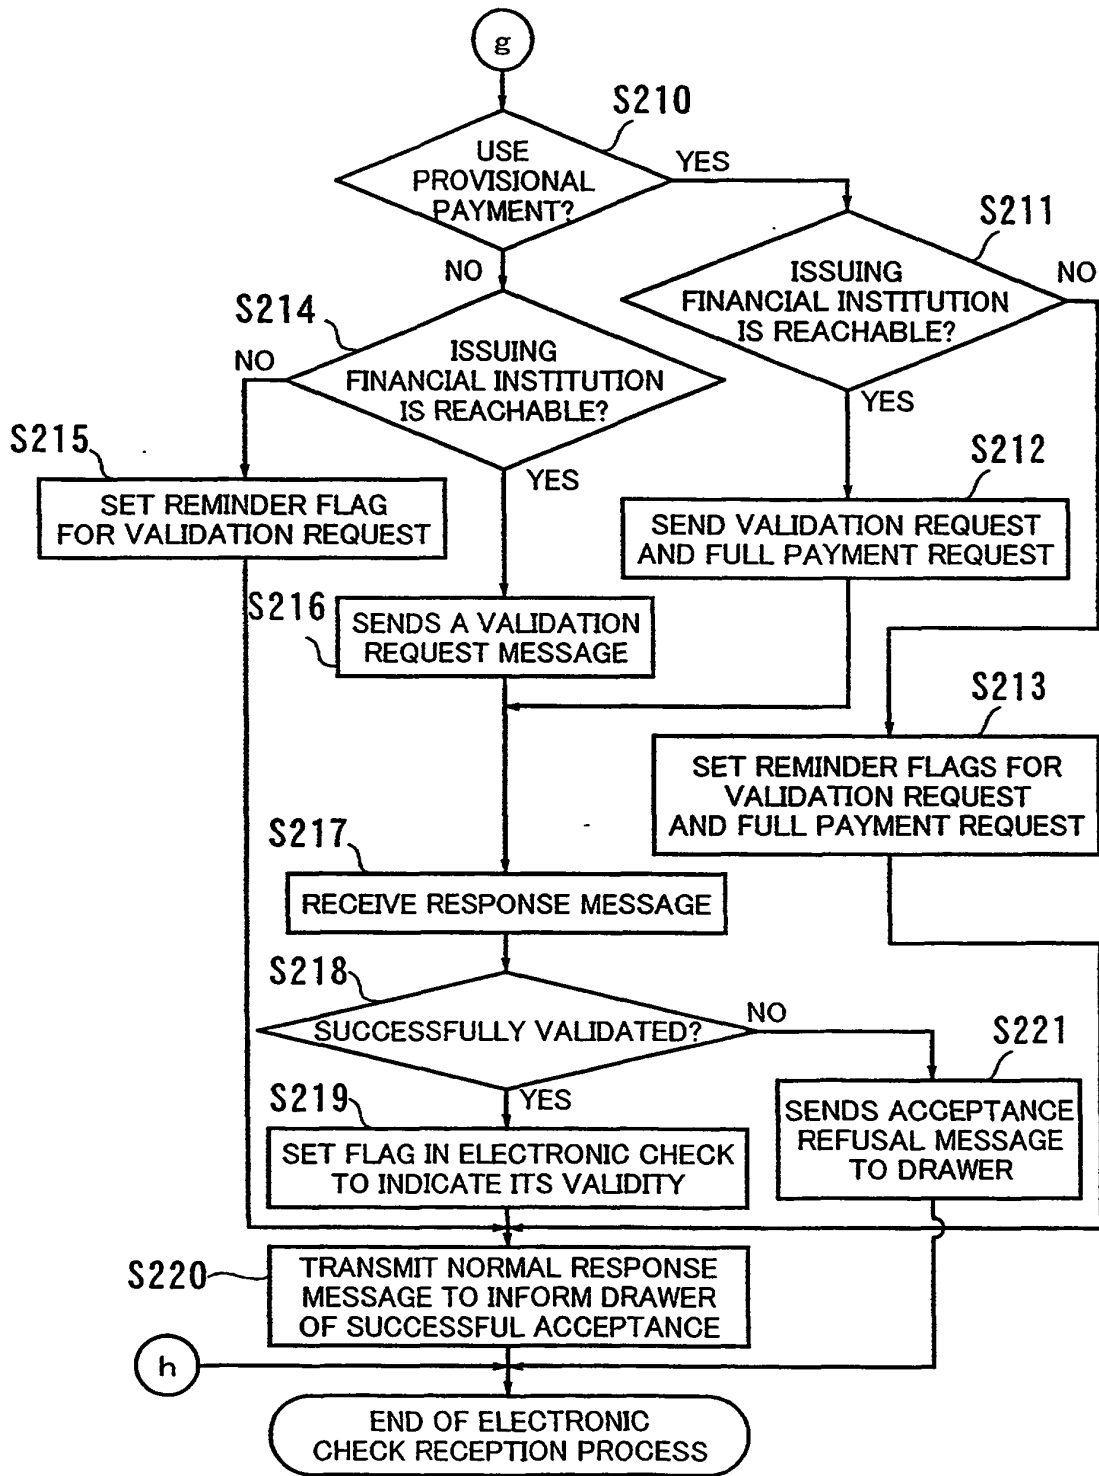 g
S210
USE
PROVISIONAL
PAYMENT?
YES
NO
S211
ISSUING
FINANCIAL INSTITUTION
IS REACHABLE?
NO
YES
S214
ISSUING
FINANCIAL INSTITUTION
IS REACHABLE?
NO
YES
S215
SET REMINDER FLAG
FOR VALIDATION REQUEST
S212
SEND VALIDATION REQUEST
AND FULL PAYMENT REQUEST
S216
SENDS A VALIDATION
REQUEST MESSAGE
S213
SET REMINDER FLAGS FOR
VALIDATION REQUEST
AND FULL PAYMENT REQUEST
S217
RECEIVE RESPONSE MESSAGE
S218
SUCCESSFULLY VALIDATED?
NO
YES
S221
SENDS ACCEPTANCE
REFUSAL MESSAGE
TO DRAWER
S219
SET FLAG IN ELECTRONIC CHECK
TO INDICATE ITS VALIDITY
S220
TRANSMIT NORMAL RESPONSE
MESSAGE TO INFORM DRAWER
OF SUCCESSFUL ACCEPTANCE
h
END OF ELECTRONIC
CHECK RECEPTION PROCESS